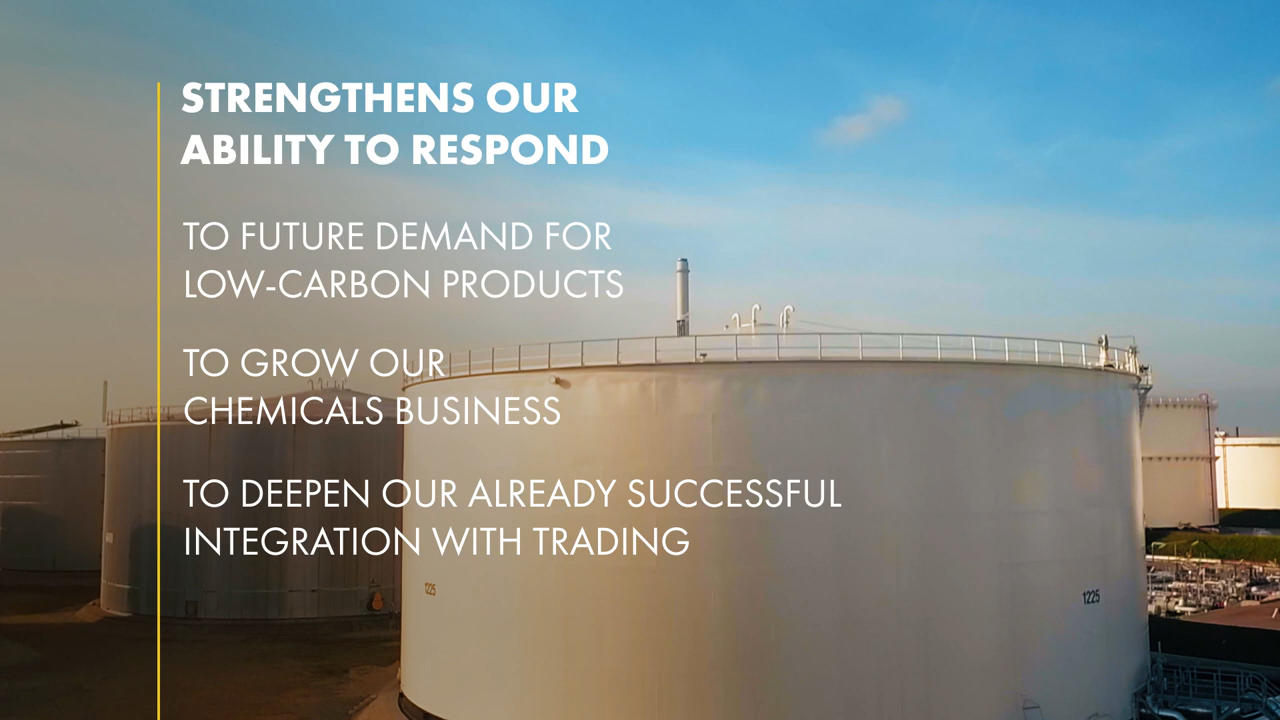 STRENGTHENS OUR
ABILITY TO RESPOND
TO FUTURE DEMAND FOR
LOW-CARBON PRODUCTS
TO GROW OUR
CHEMICALS BUSINESS
TO DEEPEN OUR ALREADY SUCCESSFUL
INTEGRATION WITH TRADING
1225
1225